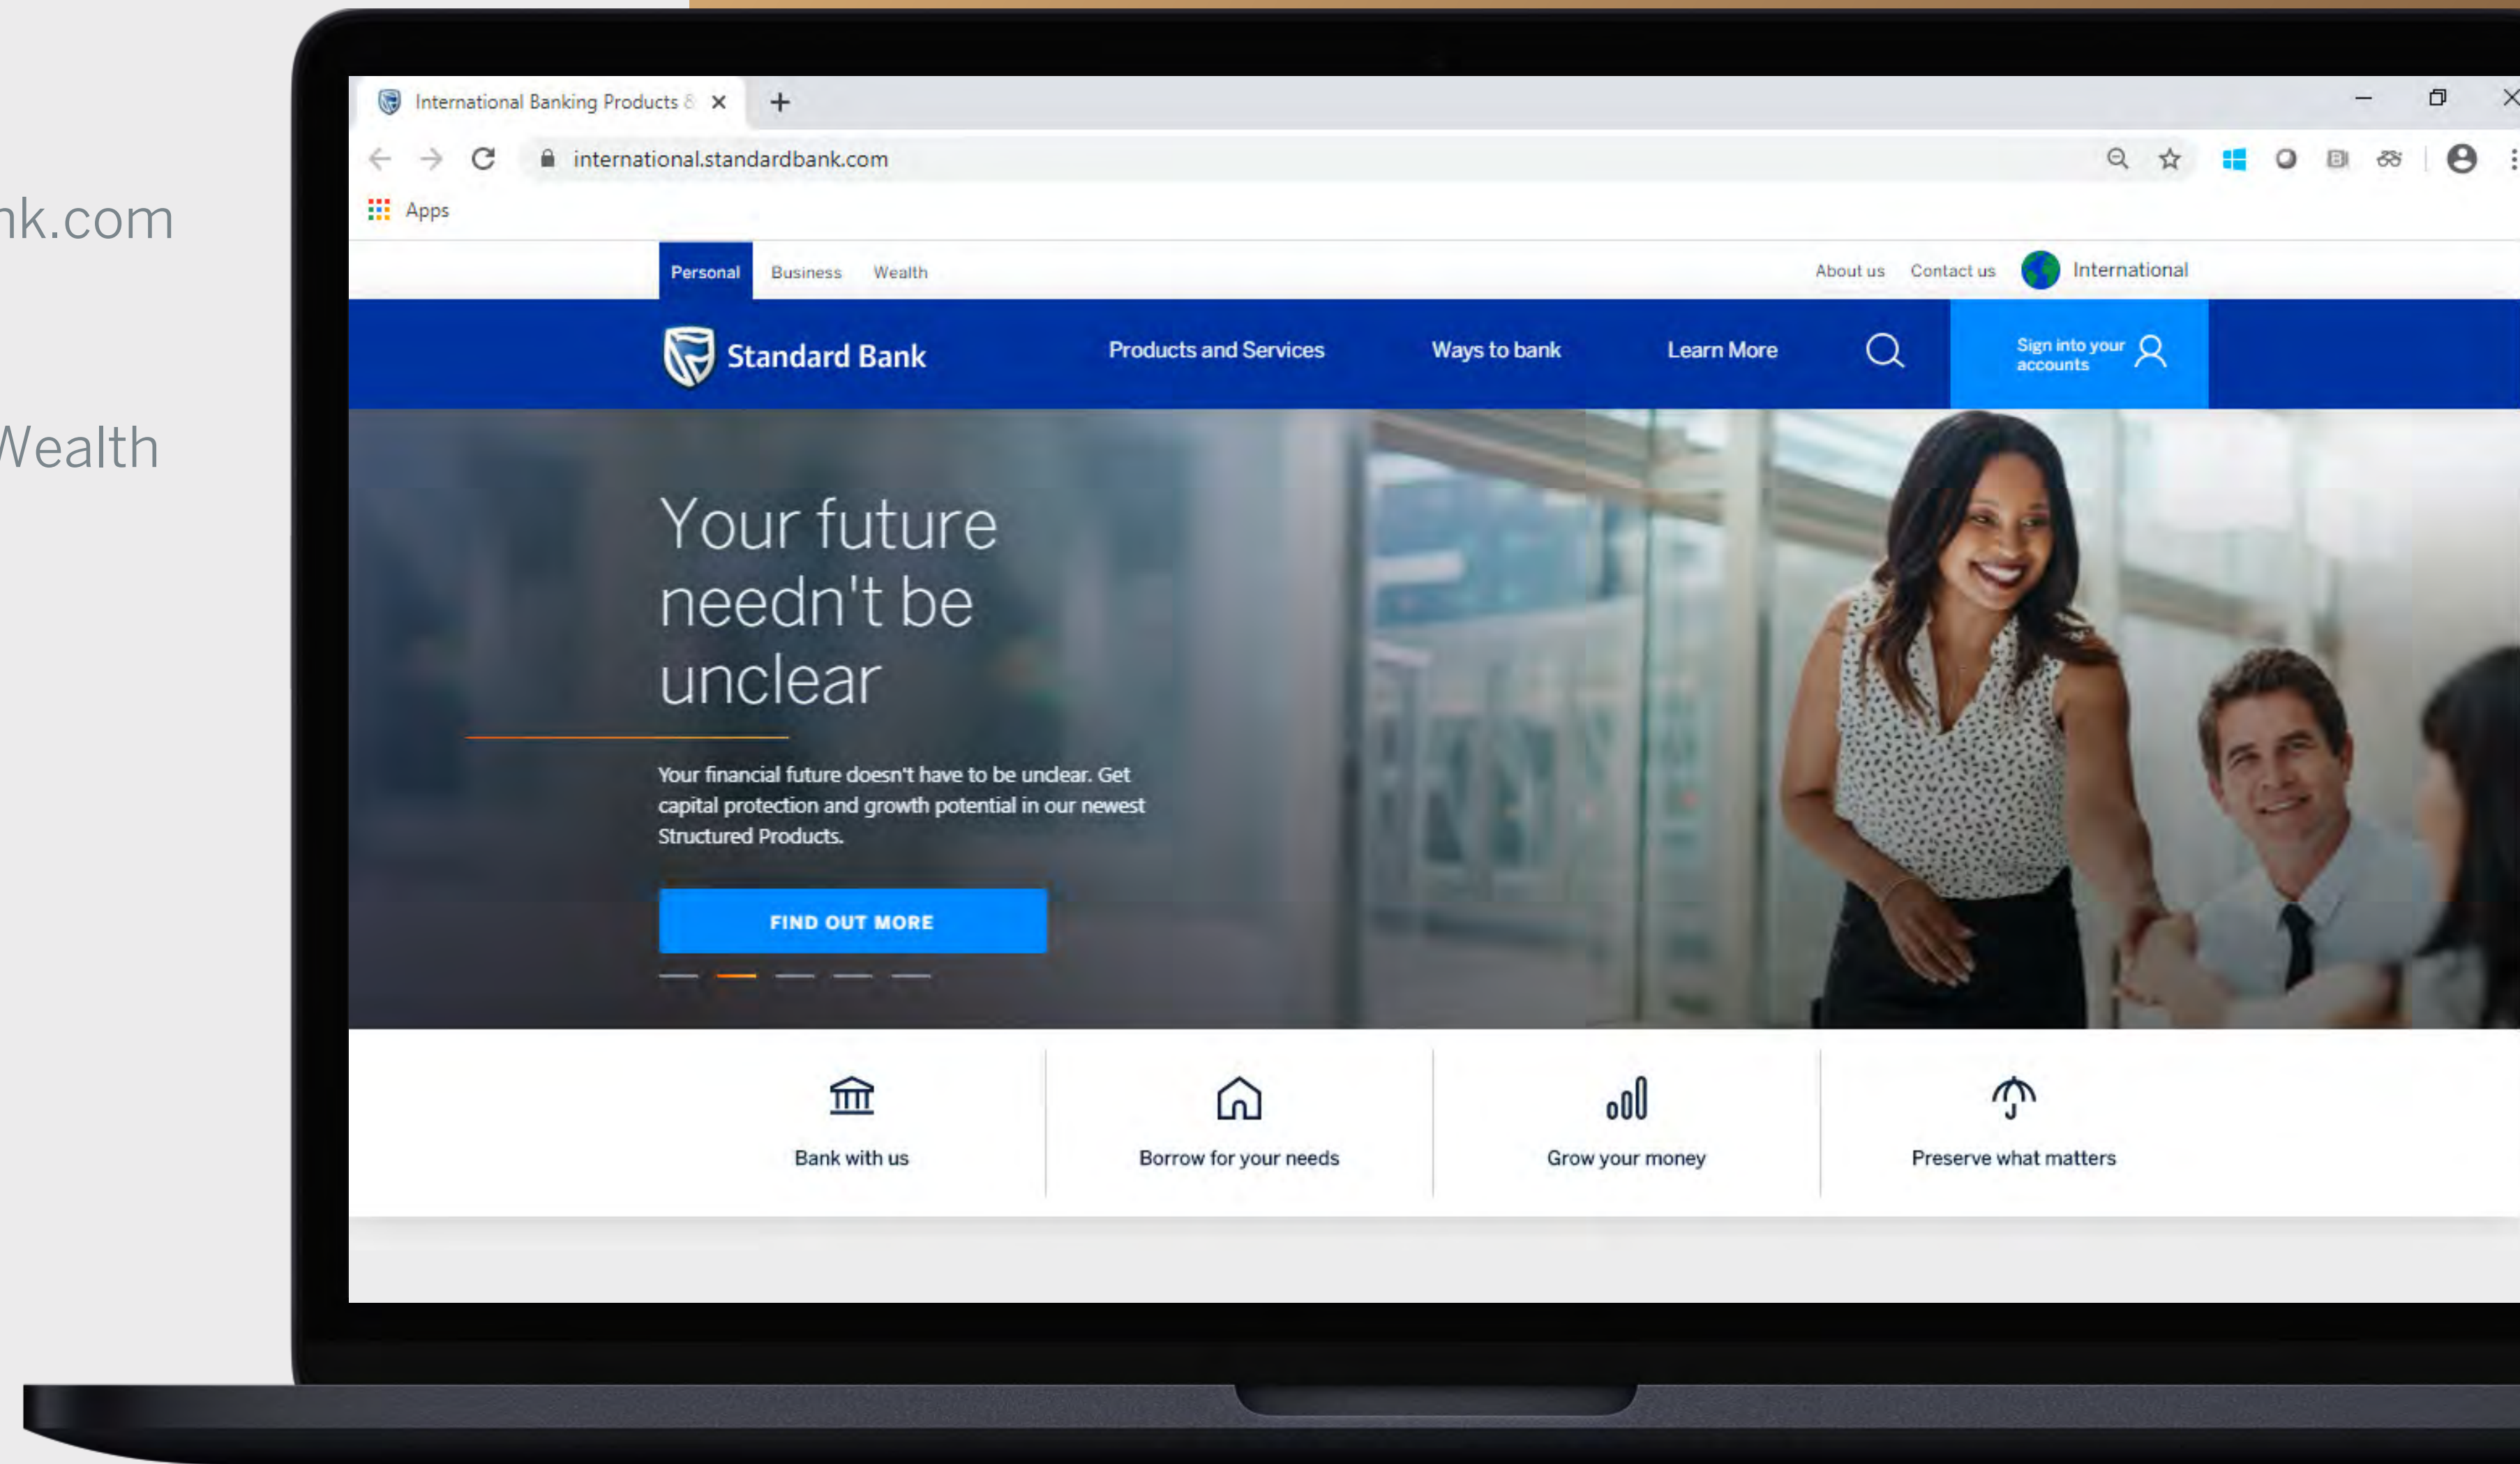 nk.com
Wealth
International Banking Products &
international.standardbank.com
Apps
Personal Business Wealth
About us Contact us International
Standard Bank
Products and Services Ways to bank Learn More
Sign into your
accounts
Your future
needn't be
unclear
Your financial future doesn't have to be unclear. Get
capital protection and growth potential in our newest
Structured Products.
FIND OUT MORE
Bank with us Borrow for your needs Grow your money Preserve what matters